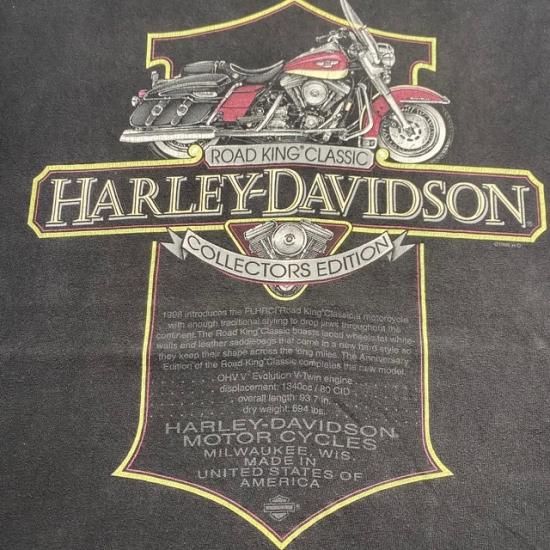 ROAD KING® CLASSIC
HARLEY-DAVIDSON®
COLLECTORS EDITION
1998 introduces the FLHRCI Road King® Classic, a motorcycle
with enough traditional styling to drop jaws throughout the
continent. The Road King® Classic boasts laced wheels, fat white-
walls and leather saddlebags that come in a new hard style so
they keep their shape across the long miles. The Anniversary
Edition of the Road King® Classic completes this new model.
OHV V² Evolution V-Twin engine
displacement: 1340cc / 80 CID
overall length: 93.7 in.
dry weight: 694 lbs.
HARLEY-DAVIDSON®
MOTOR CYCLES
MILWAUKEE, WIS.
MADE IN
UNITED STATES OF
AMERICA